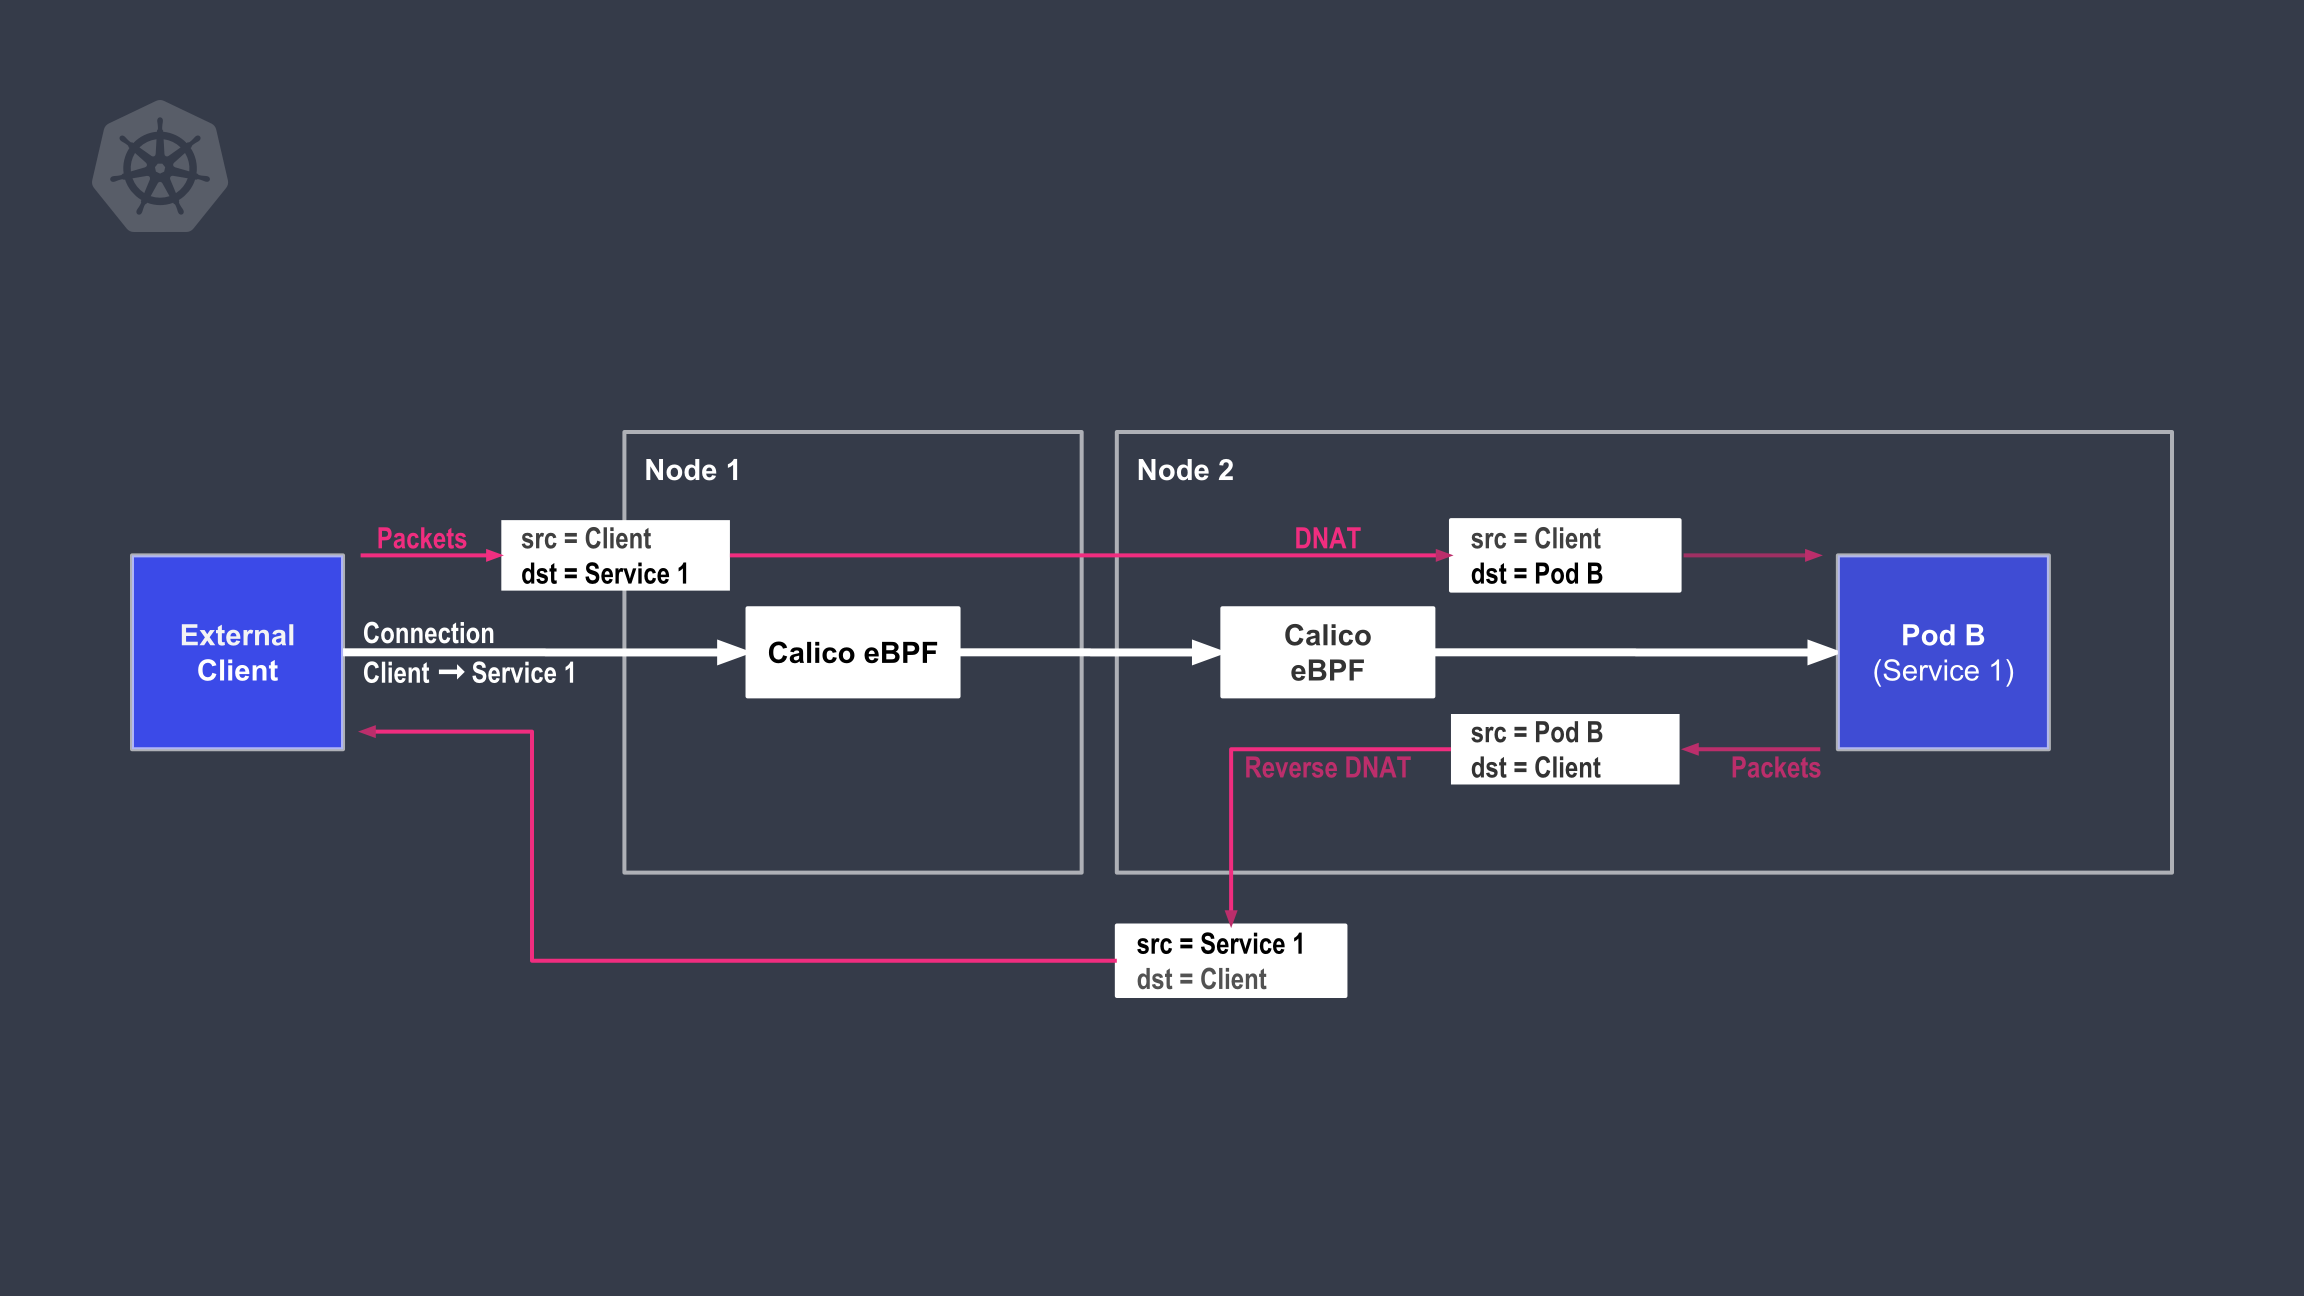 Node 1
Node 2
Packets
src = Client
dst = Service 1
DNAT
src = Client
dst = Pod B
External
Client
Connection
Client → Service 1
Calico eBPF
Calico
eBPF
Pod B
(Service 1)
src = Pod B
dst = Client
Reverse DNAT
Packets
src = Service 1
dst = Client